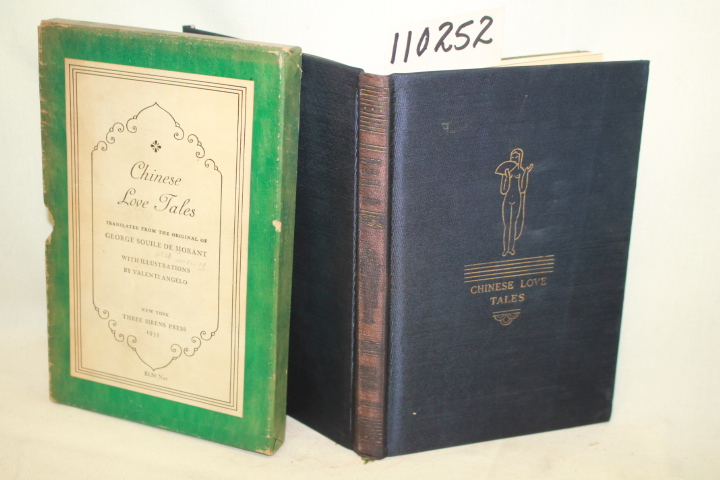 110252
Chinese
Love Tales
TRANSLATED FROM THE ORIGINAL OF
GEORGE SOULIE DE MORANT
WITH ILLUSTRATIONS
BY VALENTI ANGELO
NEW YORK
THREE SIRENS PRESS
1935
CHINESE LOVE
TALES